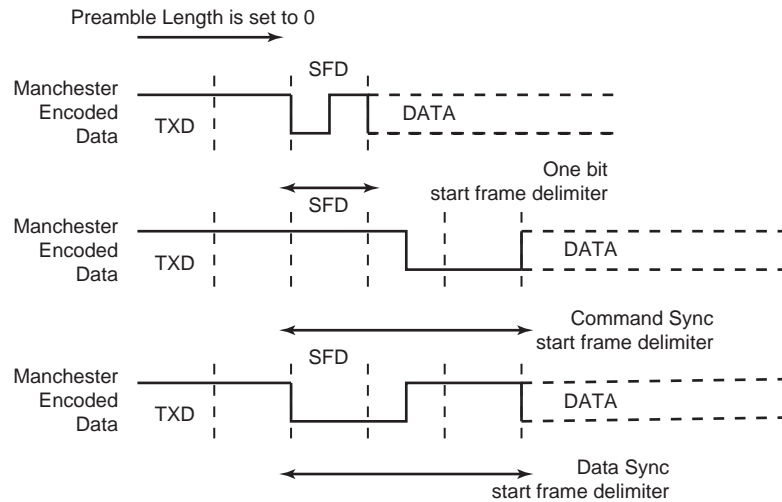 Preamble Length is set to 0
SFD
Manchester
Encoded
Data
TXD
DATA
One bit
start frame delimiter
SFD
Manchester
Encoded
Data
TXD
DATA
Command Sync
start frame delimiter
SFD
Manchester
Encoded
Data
TXD
DATA
Data Sync
start frame delimiter